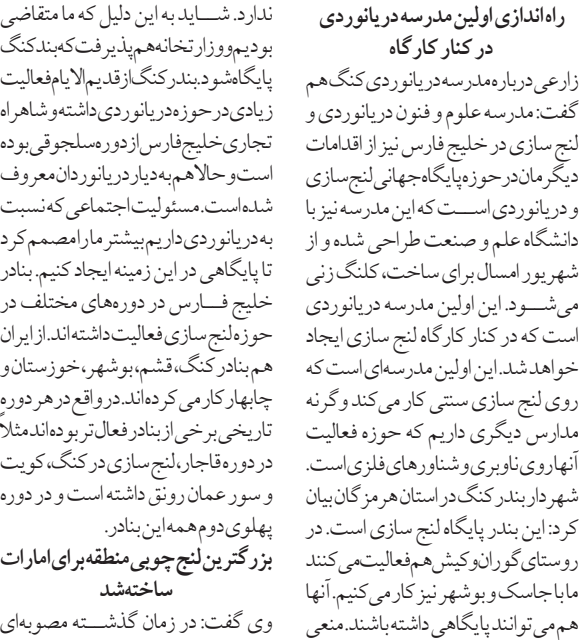 راه‌اندازی اولین مدرسه دریانوردی
در کنار کارگاه
زارعی درباره مدرسه دریانوردی کنگ هم
گفت: مدرسه علوم و فنون دریانوردی و
لنج سازی در خلیج فارس نیز از اقدامات
دیگرمان در حوزه پایگاه جهانی لنج‌سازی
و دریانوردی است که این مدرسه نیز با
دانشگاه علم و صنعت طراحی شده و از
شهریور امسال برای ساخت، کلنگ زنی
می‌شود. این اولین مدرسه دریانوردی
است که در کنار کارگاه لنج سازی ایجاد
خواهد شد. این اولین مدرسه‌ای است که
روی لنج سازی سنتی کار می‌کند وگرنه
مدارس دیگری داریم که حوزه فعالیت
آنها روی ناوبری و شناورهای فلزی است.
شهردار بندر کنگ در استان هرمزگان بیان
کرد: این بندر پایگاه لنج سازی است. در
روستای گوران و کیش هم فعالیت می‌کنند
ما با جاسک و بوشهر نیز کار می‌کنیم. آنها
هم می‌توانند پایگاهی داشته باشند. منعی
ندارد. شاید به این دلیل که ما متقاضی
بودیم و وزارتخانه هم پذیرفت که بندکنگ
پایگاه شود. بندر کنگ از قدیم الایام فعالیت
زیادی در حوزه دریانوردی داشته و شاهراه
تجاری خلیج فارس از دوره سلجوقی بوده
است و حالا هم به دیار دریانوردان معروف
شده است. مسئولیت اجتماعی که نسبت
به دریانوردی داریم بیشتر ما را مصمم کرد
تا پایگاهی در این زمینه ایجاد کنیم. بنادر
خلیج فارس در دوره‌های مختلف در
حوزه لنج سازی فعالیت داشته‌اند. از ایران
هم بنادر کنگ، قشم، بوشهر، خوزستان و
چابهار کار می کرده‌اند. در واقع در هر دوره
تاریخی برخی از بنادر فعال تر بوده‌اند مثلاً
در دوره قاجار، لنج سازی در کنگ، کویت
و سور عمان رونق داشته است و در دوره
پهلوی دوم همه این بنادر.
بزرگترین لنج چوبی منطقه برای امارات
ساخته شد
وی گفت: در زمان گذشته مصوبه‌ای